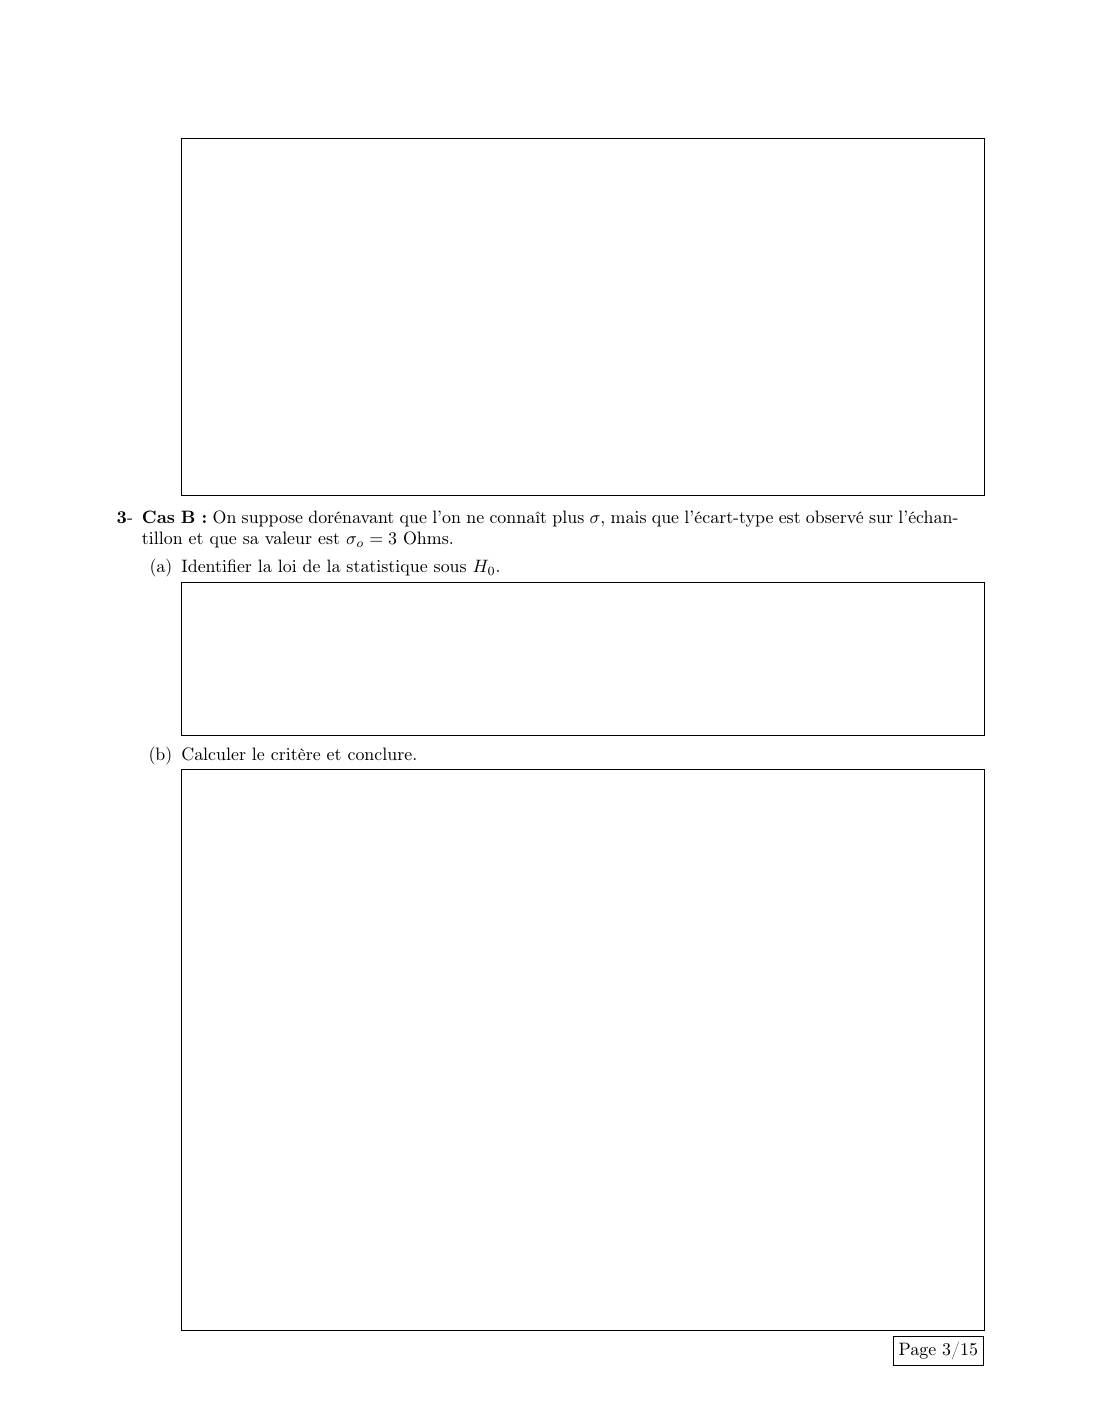 3- Cas B : On suppose dorénavant que l'on ne connaît plus σ, mais que l'écart-type est observé sur l'échan-
tillon et que sa valeur est σₒ = 3 Ohms.
(a) Identifier la loi de la statistique sous H₀.
(b) Calculer le critère et conclure.
Page 3/15